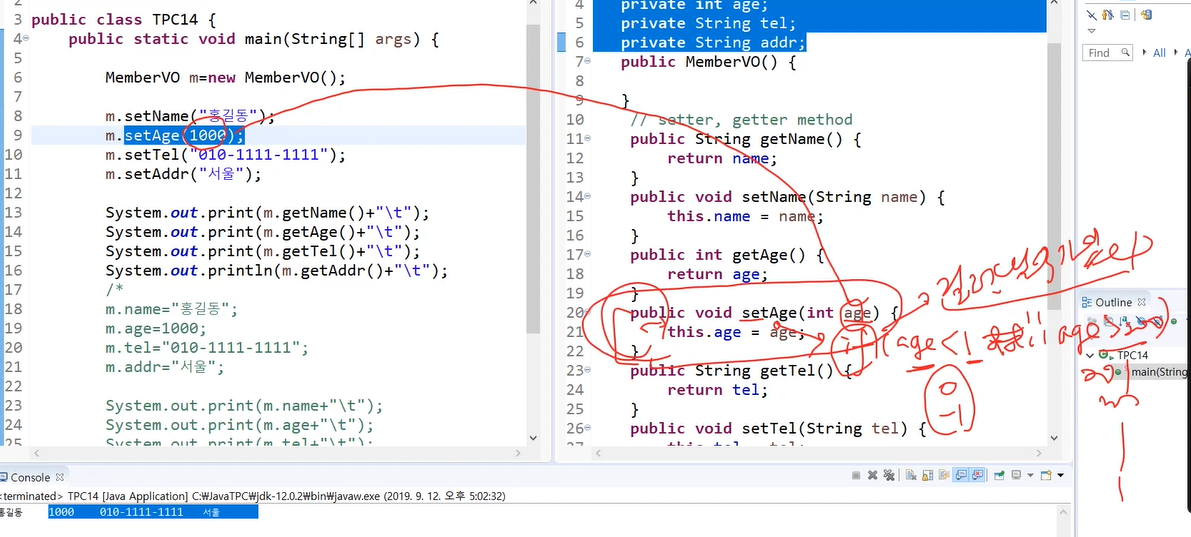 3 public class TPC14 {
4 public static void main(String[] args) {
5
6 MemberVO m=new MemberVO();
7
8 m.setName("홍길동");
9 m.setAge(1000);
10 m.setTel("010-1111-1111");
11 m.setAddr("서울");
12
13 System.out.print(m.getName()+"\t");
14 System.out.print(m.getAge()+"\t");
15 System.out.print(m.getTel()+"\t");
16 System.out.println(m.getAddr()+"\t");
17 /*
18 m.name="홍길동";
19 m.age=1000;
20 m.tel="010-1111-1111";
21 m.addr="서울";
22
23 System.out.print(m.name+"\t");
24 System.out.print(m.age+"\t");
25 System.out.print(m.tel+"\t");
4 private int age;
5 private String tel;
6 private String addr;
7 public MemberVO() {
8
9 }
10 // setter, getter method
11 public String getName() {
12 return name;
13 }
14 public void setName(String name) {
15 this.name = name;
16 }
17 public int getAge() {
18 return age;
19 }
20 public void setAge(int age) {
21 this.age = age;
22 }
23 public String getTel() {
24 return tel;
25 }
26 public void setTel(String tel) {
27 this.tel = tel;
if (age < 1
age >
0
-1
Find
All
Outline
TPC14
main(String
Console
<terminated> TPC14 [Java Application] C:₩JavaTPC₩jdk-12.0.2₩bin₩javaw.exe (2019. 9. 12. 오후 5:02:32)
홍길동 1000 010-1111-1111 서울